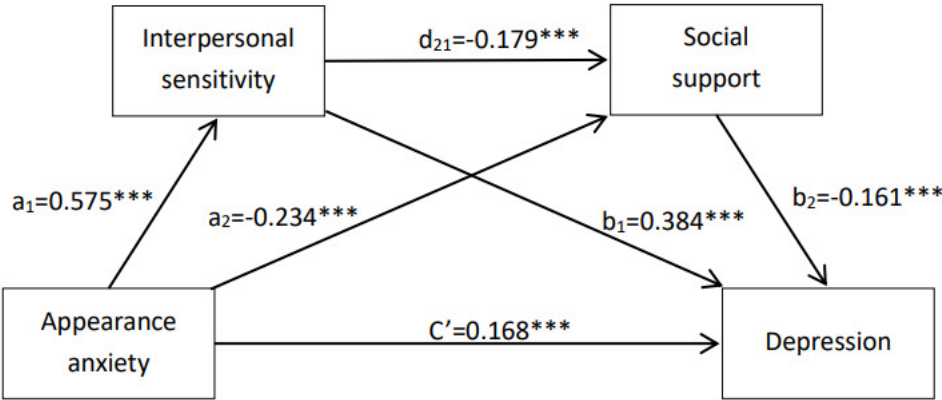 Interpersonal
sensitivity
d₂₁=-0.179***
Social
support
a₁=0.575***
a₂=-0.234***
b₁=0.384***
b₂=-0.161***
Appearance
anxiety
C′=0.168***
Depression